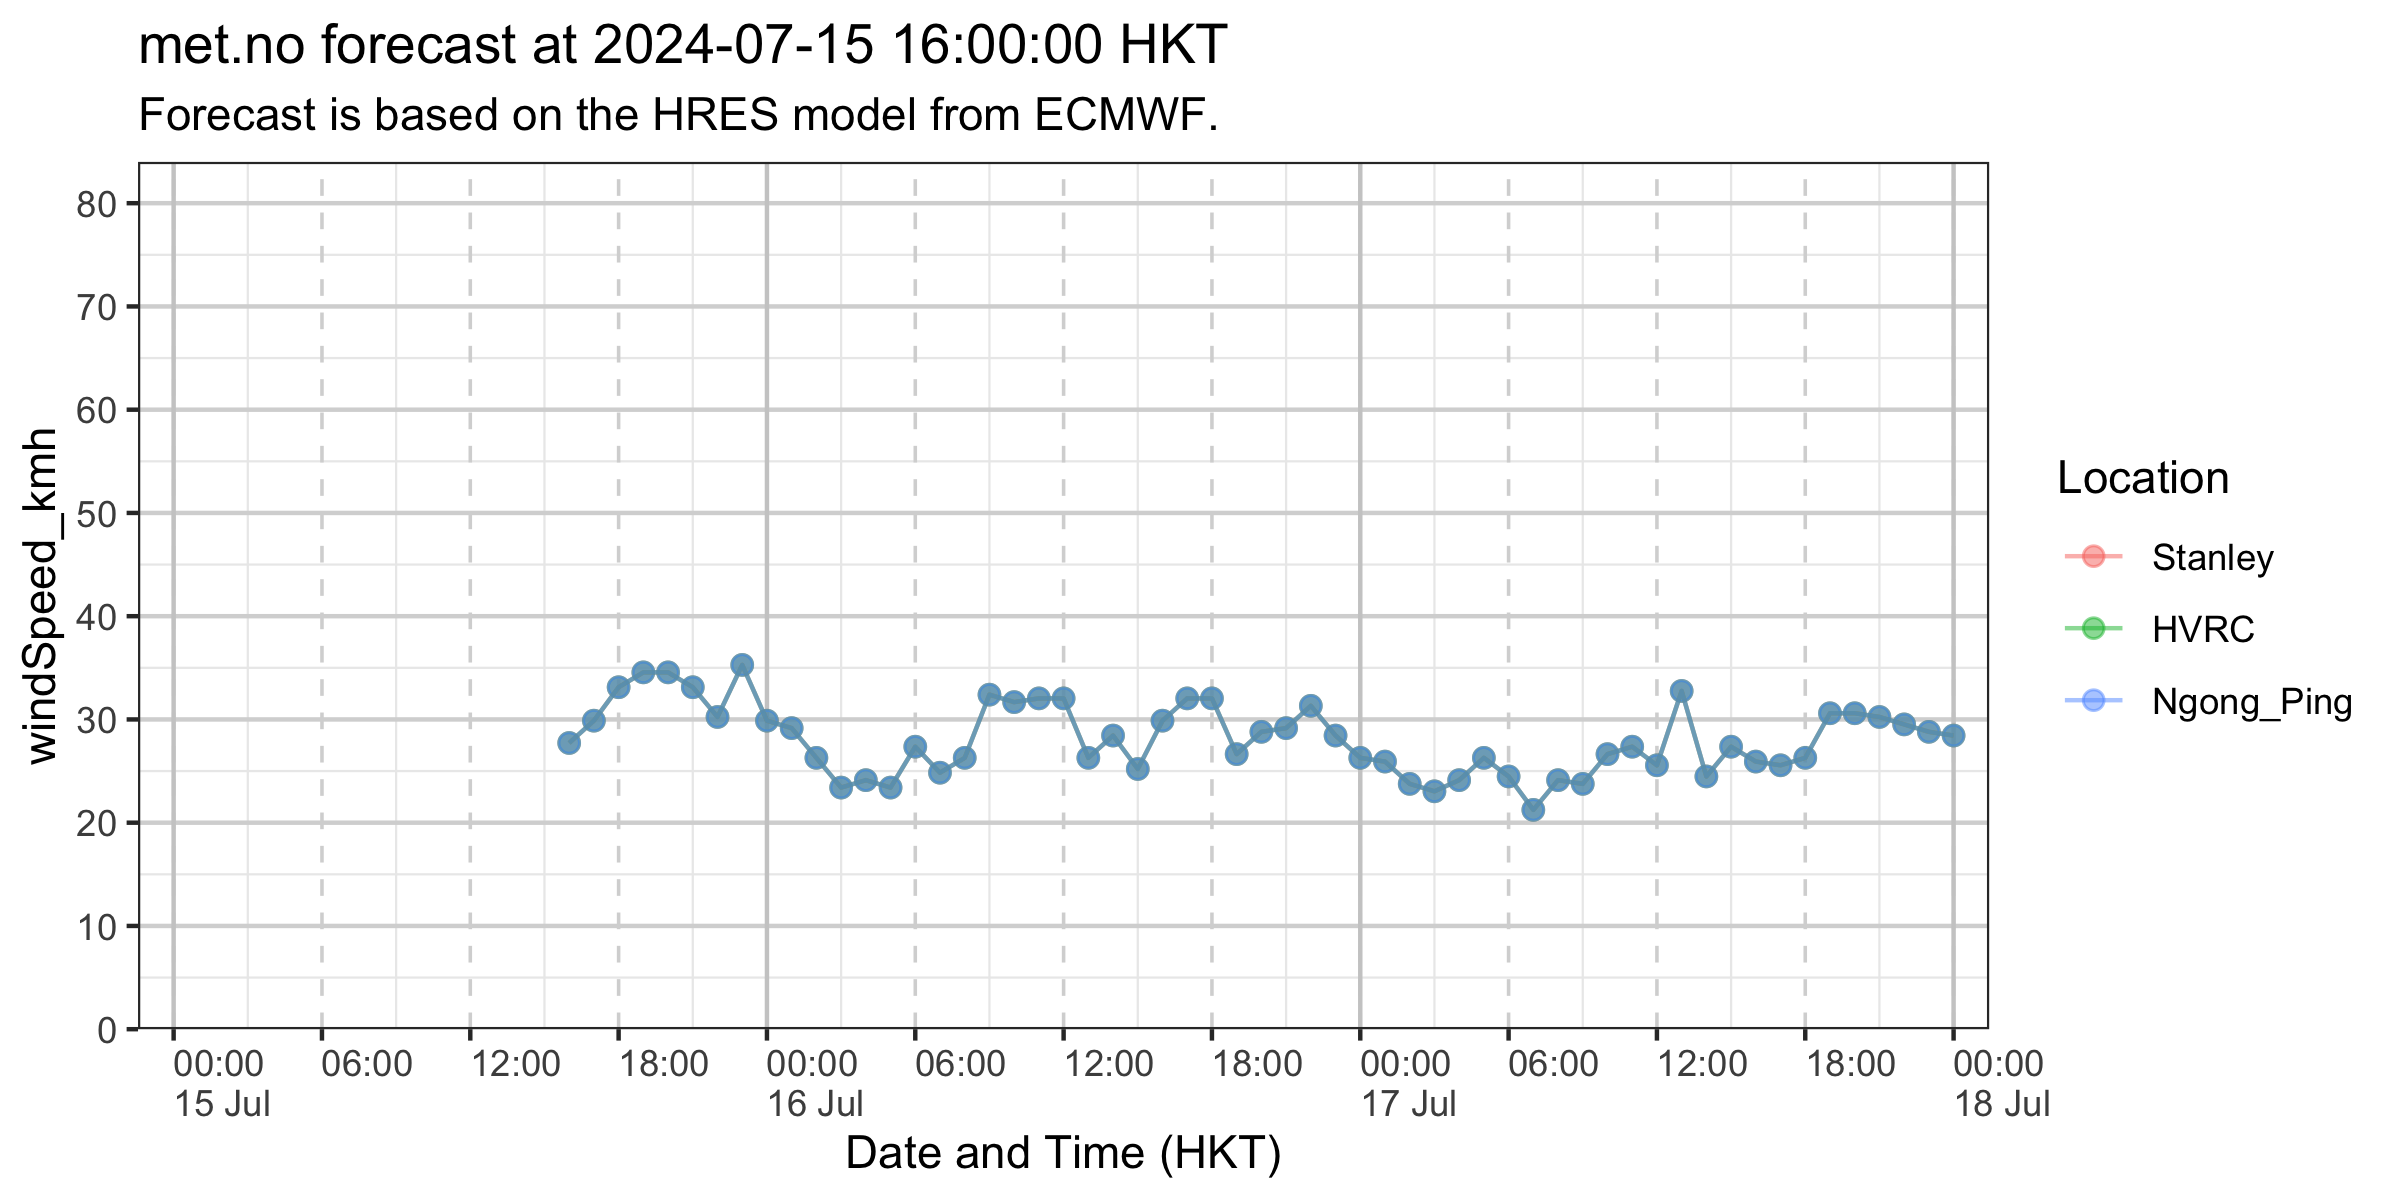 met.no forecast at 2024-07-15 16:00:00 HKT
Forecast is based on the HRES model from ECMWF.
windSpeed_kmh
80
70
60
50
40
30
20
10
0
00:00 06:00 12:00 18:00 00:00 06:00 12:00 18:00 00:00 06:00 12:00 18:00 00:00
15 Jul 16 Jul 17 Jul 18 Jul
Date and Time (HKT)
Location
Stanley
HVRC
Ngong_Ping